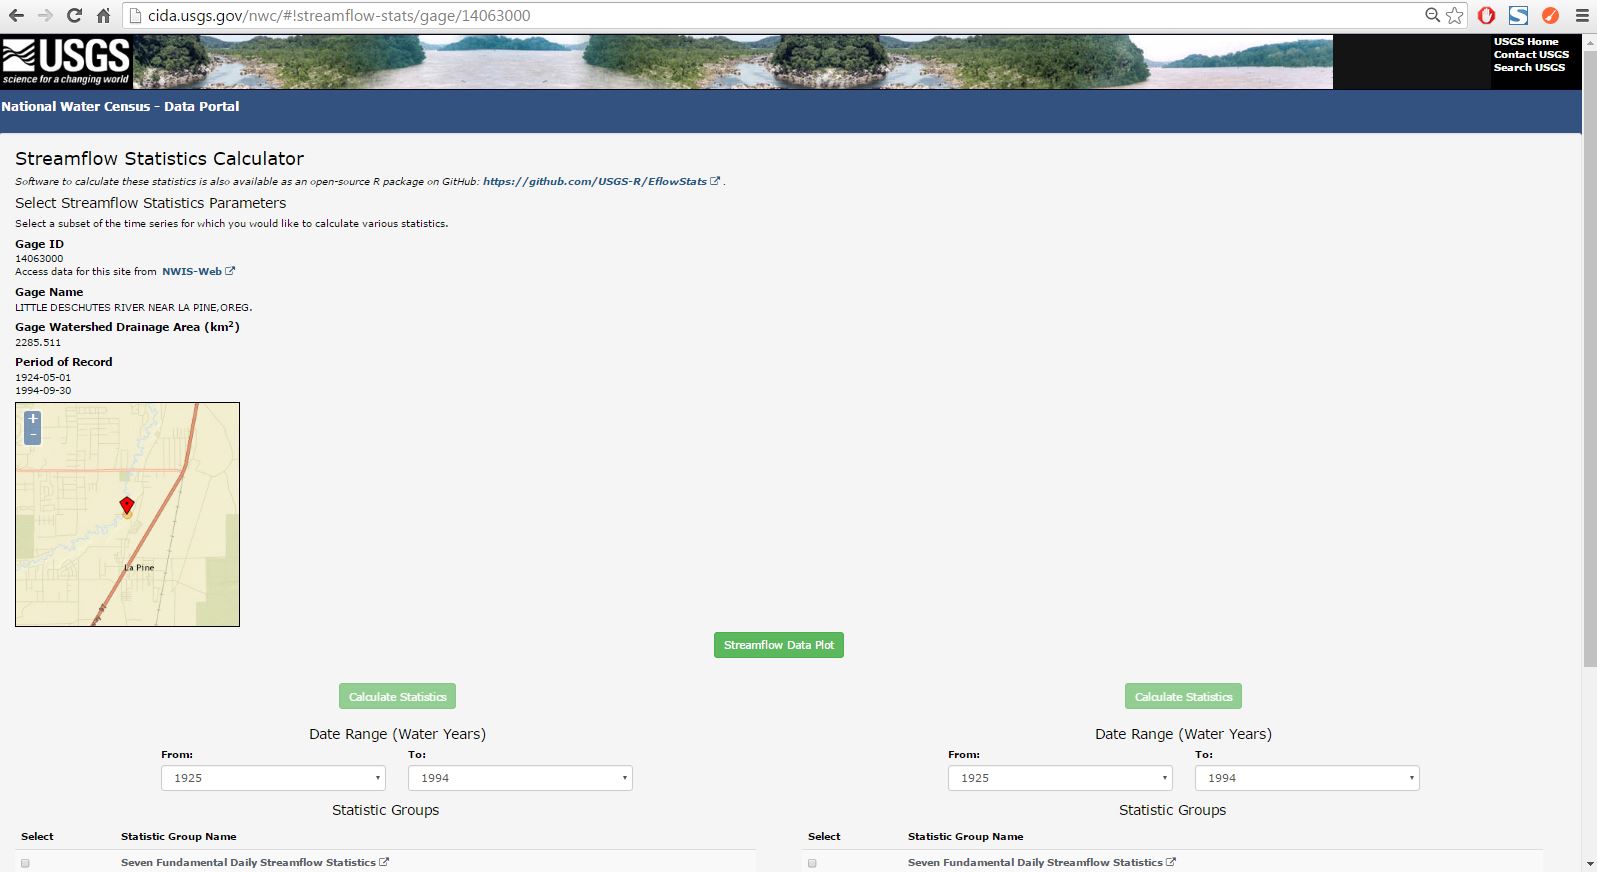 cida.usgs.gov/nwc/#!streamflow-stats/gage/14063000
USGS
science for a changing world
USGS Home
Contact USGS
Search USGS
National Water Census - Data Portal
Streamflow Statistics Calculator
Software to calculate these statistics is also available as an open-source R package on GitHub: https://github.com/USGS-R/EflowStats .
Select Streamflow Statistics Parameters
Select a subset of the time series for which you would like to calculate various statistics.
Gage ID
14063000
Access data for this site from NWIS-Web
Gage Name
LITTLE DESCHUTES RIVER NEAR LA PINE,OREG.
Gage Watershed Drainage Area (km²)
2285.511
Period of Record
1924-05-01
1994-09-30
+
-
La Pine
Streamflow Data Plot
Calculate Statistics Calculate Statistics
Date Range (Water Years) Date Range (Water Years)
From: To: From: To:
1925 1994 1925 1994
Statistic Groups Statistic Groups
Select Statistic Group Name Select Statistic Group Name
Seven Fundamental Daily Streamflow Statistics Seven Fundamental Daily Streamflow Statistics